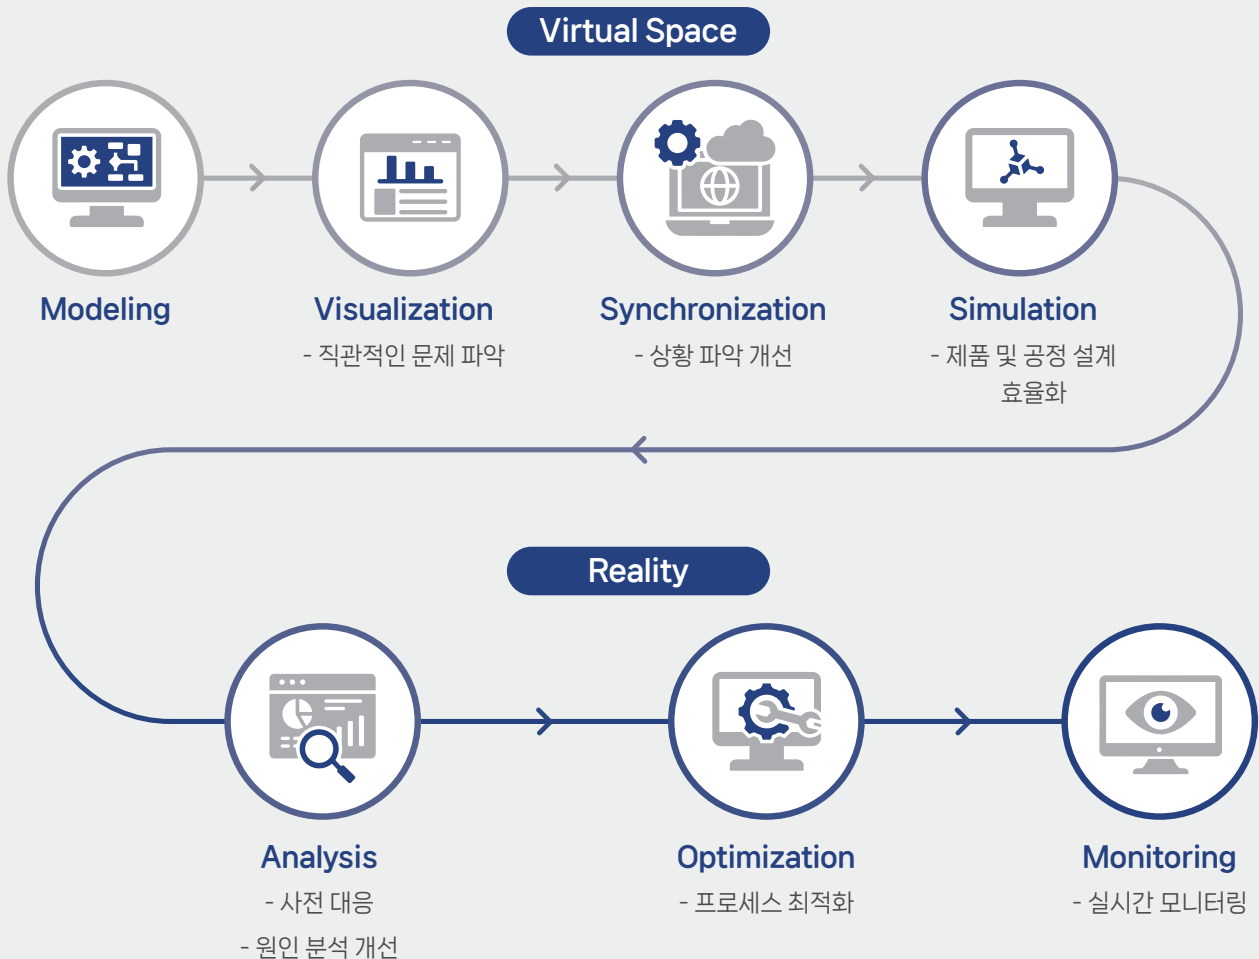 Virtual Space
Modeling
Visualization
- 직관적인 문제 파악
Synchronization
- 상황 파악 개선
Simulation
- 제품 및 공정 설계
효율화
Reality
Analysis
- 사전 대응
- 원인 분석 개선
Optimization
- 프로세스 최적화
Monitoring
- 실시간 모니터링